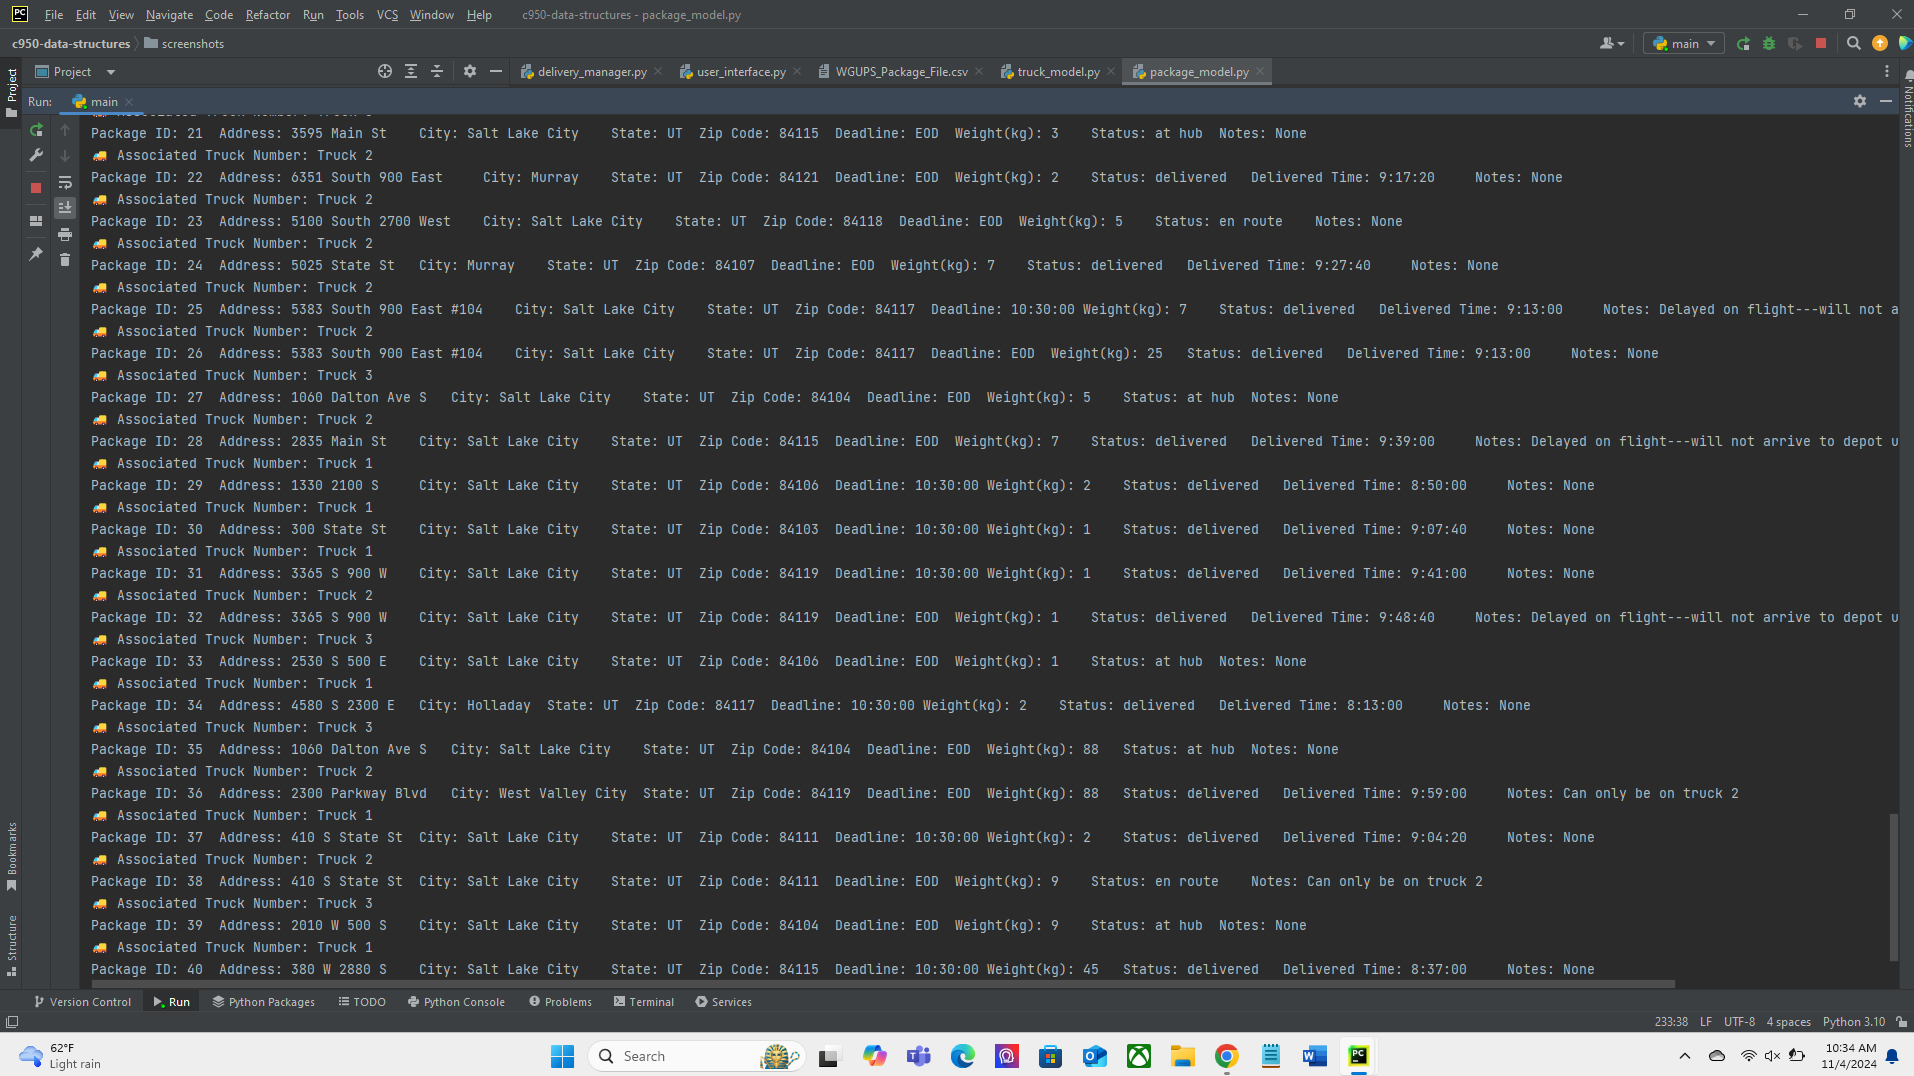 File Edit View Navigate Code Refactor Run Tools VCS Window Help c950-data-structures - package_model.py
c950-data-structures screenshots main
Project delivery_manager.py user_interface.py WGUPS_Package_File.csv truck_model.py package_model.py
Run: main
Package ID: 21 Address: 3595 Main St City: Salt Lake City State: UT Zip Code: 84115 Deadline: EOD Weight(kg): 3 Status: at hub Notes: None
Associated Truck Number: Truck 2
Package ID: 22 Address: 6351 South 900 East City: Murray State: UT Zip Code: 84121 Deadline: EOD Weight(kg): 2 Status: delivered Delivered Time: 9:17:20 Notes: None
Associated Truck Number: Truck 2
Package ID: 23 Address: 5100 South 2700 West City: Salt Lake City State: UT Zip Code: 84118 Deadline: EOD Weight(kg): 5 Status: en route Notes: None
Associated Truck Number: Truck 2
Package ID: 24 Address: 5025 State St City: Murray State: UT Zip Code: 84107 Deadline: EOD Weight(kg): 7 Status: delivered Delivered Time: 9:27:40 Notes: None
Associated Truck Number: Truck 2
Package ID: 25 Address: 5383 South 900 East #104 City: Salt Lake City State: UT Zip Code: 84117 Deadline: 10:30:00 Weight(kg): 7 Status: delivered Delivered Time: 9:13:00 Notes: Delayed on flight---will not a
Associated Truck Number: Truck 2
Package ID: 26 Address: 5383 South 900 East #104 City: Salt Lake City State: UT Zip Code: 84117 Deadline: EOD Weight(kg): 25 Status: delivered Delivered Time: 9:13:00 Notes: None
Associated Truck Number: Truck 3
Package ID: 27 Address: 1060 Dalton Ave S City: Salt Lake City State: UT Zip Code: 84104 Deadline: EOD Weight(kg): 5 Status: at hub Notes: None
Associated Truck Number: Truck 2
Package ID: 28 Address: 2835 Main St City: Salt Lake City State: UT Zip Code: 84115 Deadline: EOD Weight(kg): 7 Status: delivered Delivered Time: 9:39:00 Notes: Delayed on flight---will not arrive to depot u
Associated Truck Number: Truck 1
Package ID: 29 Address: 1330 2100 S City: Salt Lake City State: UT Zip Code: 84106 Deadline: 10:30:00 Weight(kg): 2 Status: delivered Delivered Time: 8:50:00 Notes: None
Associated Truck Number: Truck 1
Package ID: 30 Address: 300 State St City: Salt Lake City State: UT Zip Code: 84103 Deadline: 10:30:00 Weight(kg): 1 Status: delivered Delivered Time: 9:07:40 Notes: None
Associated Truck Number: Truck 1
Package ID: 31 Address: 3365 S 900 W City: Salt Lake City State: UT Zip Code: 84119 Deadline: 10:30:00 Weight(kg): 1 Status: delivered Delivered Time: 9:41:00 Notes: None
Associated Truck Number: Truck 2
Package ID: 32 Address: 3365 S 900 W City: Salt Lake City State: UT Zip Code: 84119 Deadline: EOD Weight(kg): 1 Status: delivered Delivered Time: 9:48:40 Notes: Delayed on flight---will not arrive to depot u
Associated Truck Number: Truck 3
Package ID: 33 Address: 2530 S 500 E City: Salt Lake City State: UT Zip Code: 84106 Deadline: EOD Weight(kg): 1 Status: at hub Notes: None
Associated Truck Number: Truck 1
Package ID: 34 Address: 4580 S 2300 E City: Holladay State: UT Zip Code: 84117 Deadline: 10:30:00 Weight(kg): 2 Status: delivered Delivered Time: 8:13:00 Notes: None
Associated Truck Number: Truck 3
Package ID: 35 Address: 1060 Dalton Ave S City: Salt Lake City State: UT Zip Code: 84104 Deadline: EOD Weight(kg): 88 Status: at hub Notes: None
Associated Truck Number: Truck 2
Package ID: 36 Address: 2300 Parkway Blvd City: West Valley City State: UT Zip Code: 84119 Deadline: EOD Weight(kg): 88 Status: delivered Delivered Time: 9:59:00 Notes: Can only be on truck 2
Associated Truck Number: Truck 1
Package ID: 37 Address: 410 S State St City: Salt Lake City State: UT Zip Code: 84111 Deadline: 10:30:00 Weight(kg): 2 Status: delivered Delivered Time: 9:04:20 Notes: None
Associated Truck Number: Truck 2
Package ID: 38 Address: 410 S State St City: Salt Lake City State: UT Zip Code: 84111 Deadline: EOD Weight(kg): 9 Status: en route Notes: Can only be on truck 2
Associated Truck Number: Truck 3
Package ID: 39 Address: 2010 W 500 S City: Salt Lake City State: UT Zip Code: 84104 Deadline: EOD Weight(kg): 9 Status: at hub Notes: None
Associated Truck Number: Truck 1
Package ID: 40 Address: 380 W 2880 S City: Salt Lake City State: UT Zip Code: 84115 Deadline: 10:30:00 Weight(kg): 45 Status: delivered Delivered Time: 8:37:00 Notes: None
Project
Bookmarks
Structure
Notifications
Version Control Run Python Packages TODO Python Console Problems Terminal Services
233:38 LF UTF-8 4 spaces Python 3.10
62°F
Light rain
Search
10:34 AM
11/4/2024